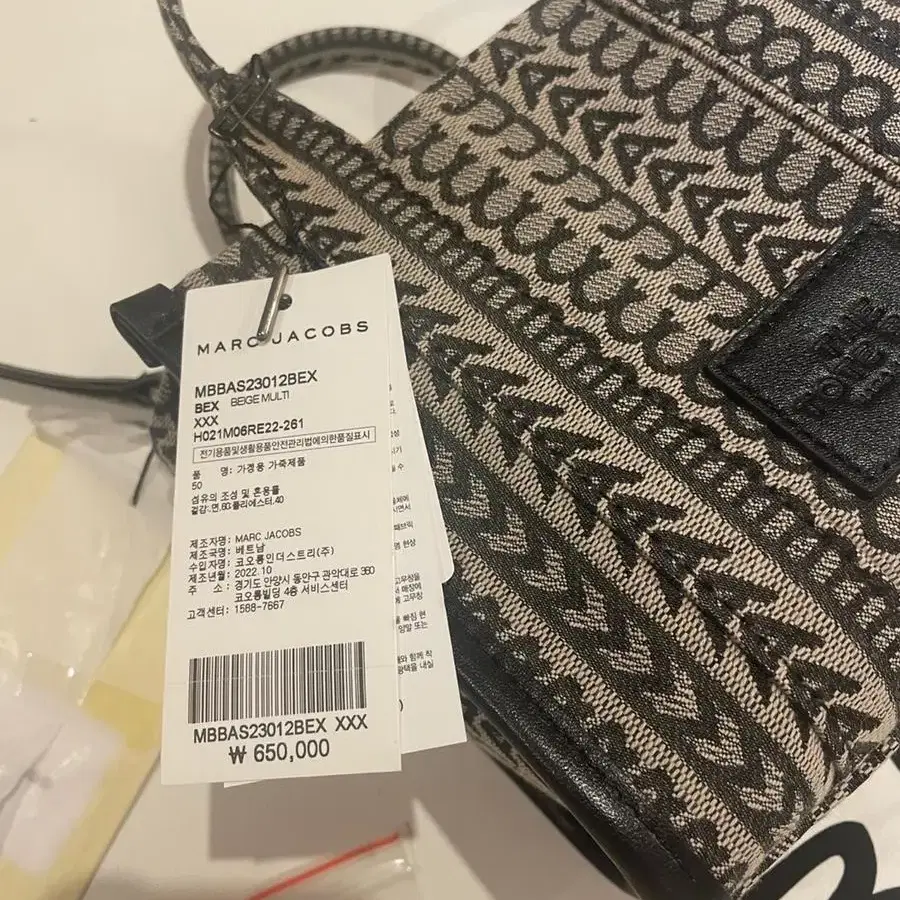 MARC JACOBS
MBBAS23012BEX
BEX BEIGE MULTI
XXX
H021M06RE22-261
전기용품및생활용품안전관리법에의한품질표시
품 명: 가정용 가죽제품
50
섬유의 조성 및 혼용률
겉감:면.60.폴리에스터.40
제조자명: MARC JACOBS
제조국명: 베트남
수입자명: 코오롱인더스트리(주)
제조년월: 2022.10
주 소: 경기도 안양시 동안구 관악대로 360
코오롱빌딩 4층 서비스센터
고객센터: 1588-7667
MBBAS23012BEX XXX
₩ 650,000
THE